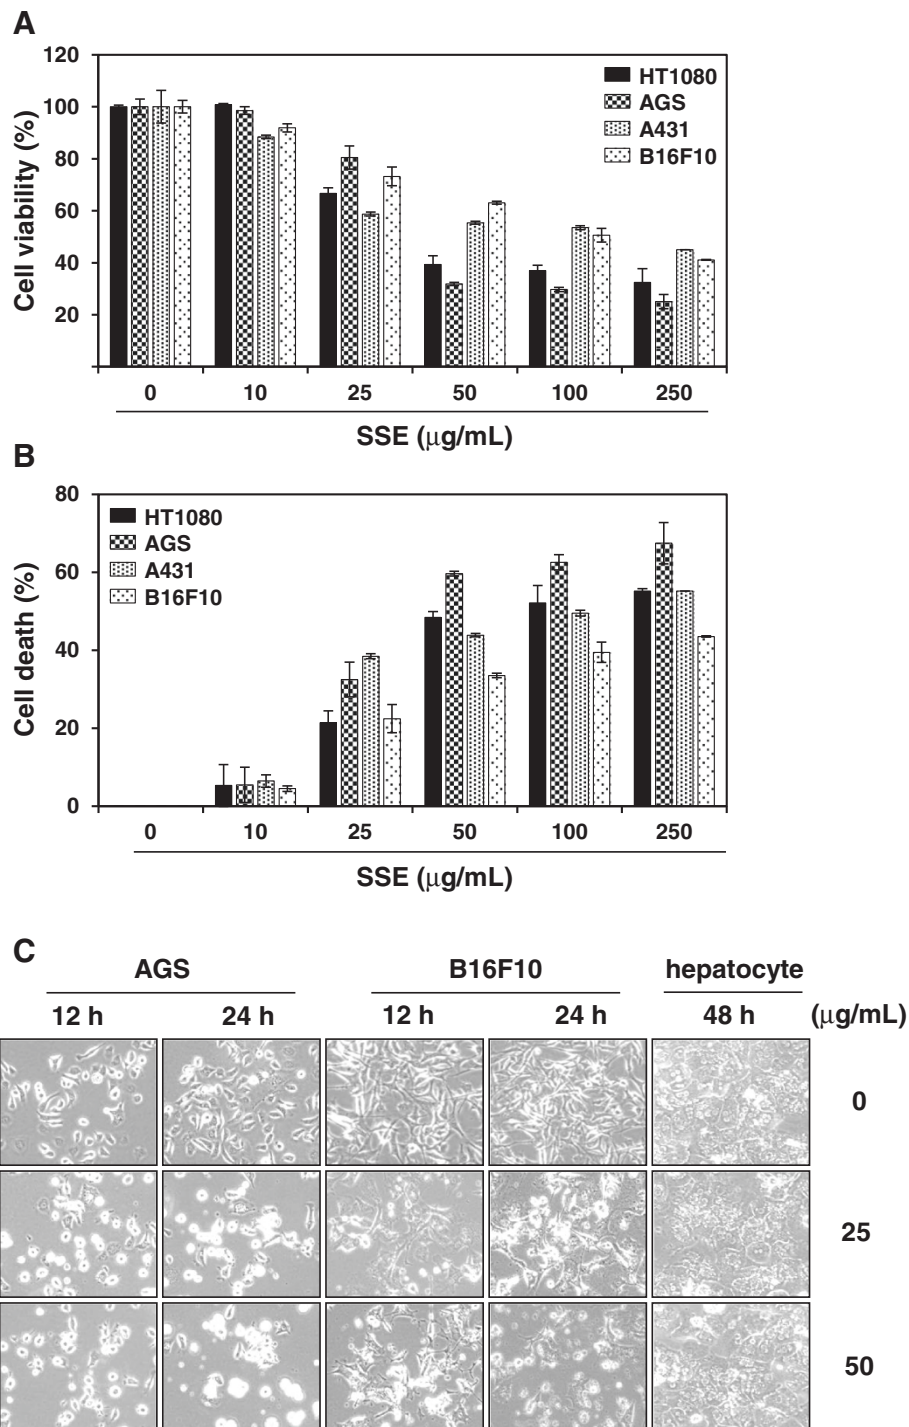 A
120
100
80
60
40
20
Cell viability (%)
HT1080
AGS
A431
B16F10
0 10 25 50 100 250
SSE (μg/mL)
B
80
60
40
20
0
Cell death (%)
HT1080
AGS
A431
B16F10
0 10 25 50 100 250
SSE (μg/mL)
C
AGS B16F10 hepatocyte
12 h 24 h 12 h 24 h 48 h (μg/mL)
0
25
50